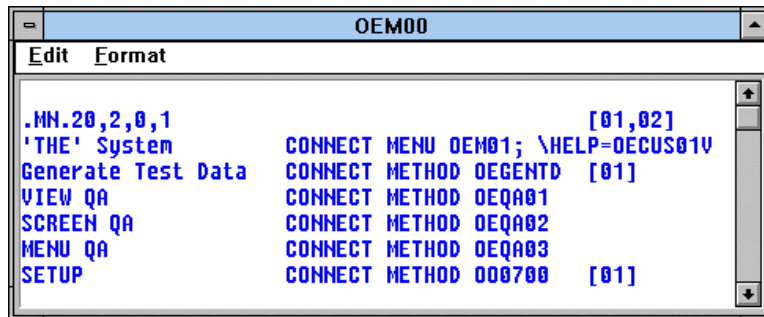 OEM00
Edit Format
.MN.20,2,0,1 [01,02]
'THE' System CONNECT MENU OEM01; \HELP=OECUS01V
Generate Test Data CONNECT METHOD OEGENTD [01]
VIEW QA CONNECT METHOD OEQA01
SCREEN QA CONNECT METHOD OEQA02
MENU QA CONNECT METHOD OEQA03
SETUP CONNECT METHOD OO0700 [01]